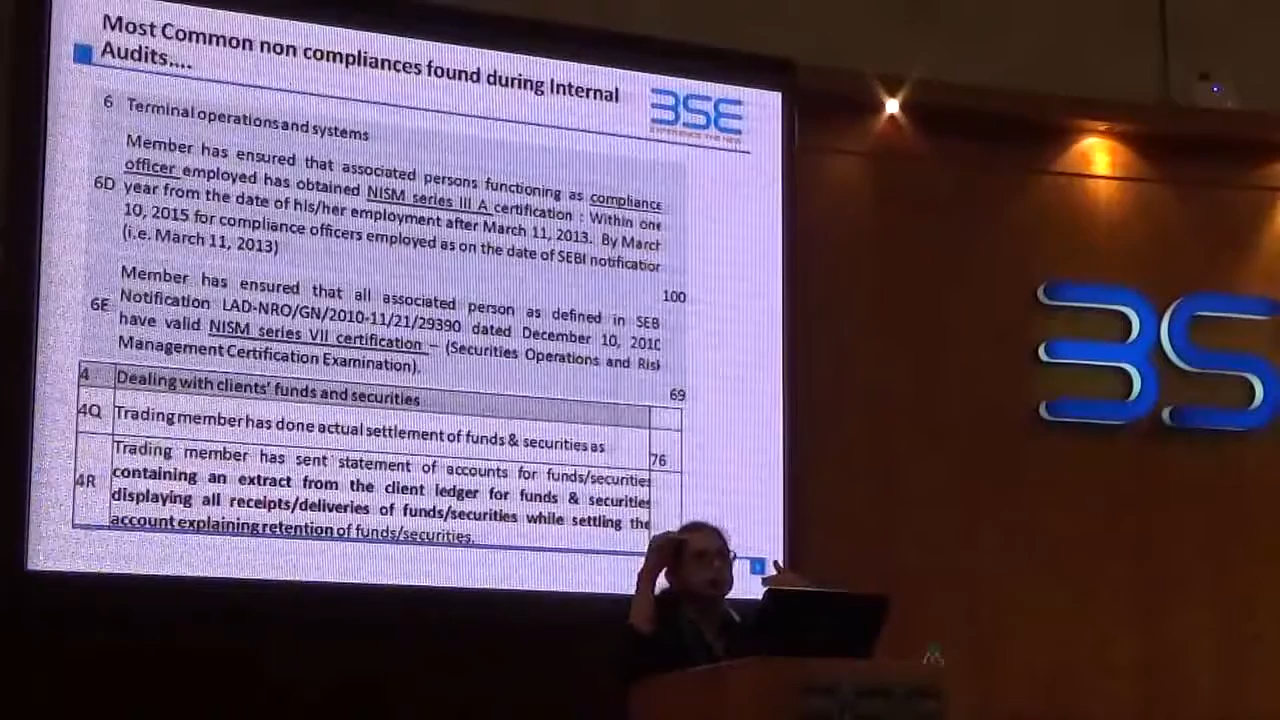 Most Common non compliances found during Internal
Audits....
BSE
EXPERIENCE THE NEW
6 Terminal operations and systems
Member has ensured that associated persons functioning as compliance
officer employed has obtained NISM series III A certification : Within one
6D year from the date of his/her employment after March 11, 2013. By March
10, 2015 for compliance officers employed as on the date of SEBI notification
(i.e. March 11, 2013)
100
Member has ensured that all associated person as defined in SEB
6E Notification LAD-NRO/GN/2010-11/21/29390 dated December 10, 2010
have valid NISM series VII certification – (Securities Operations and Risk
Management Certification Examination).
69
4 Dealing with clients' funds and securities
4Q Trading member has done actual settlement of funds & securities as
76
Trading member has sent statement of accounts for funds/securities
containing an extract from the client ledger for funds & securities
4R displaying all receipts/deliveries of funds/securities while settling the
account explaining retention of funds/securities.
BS